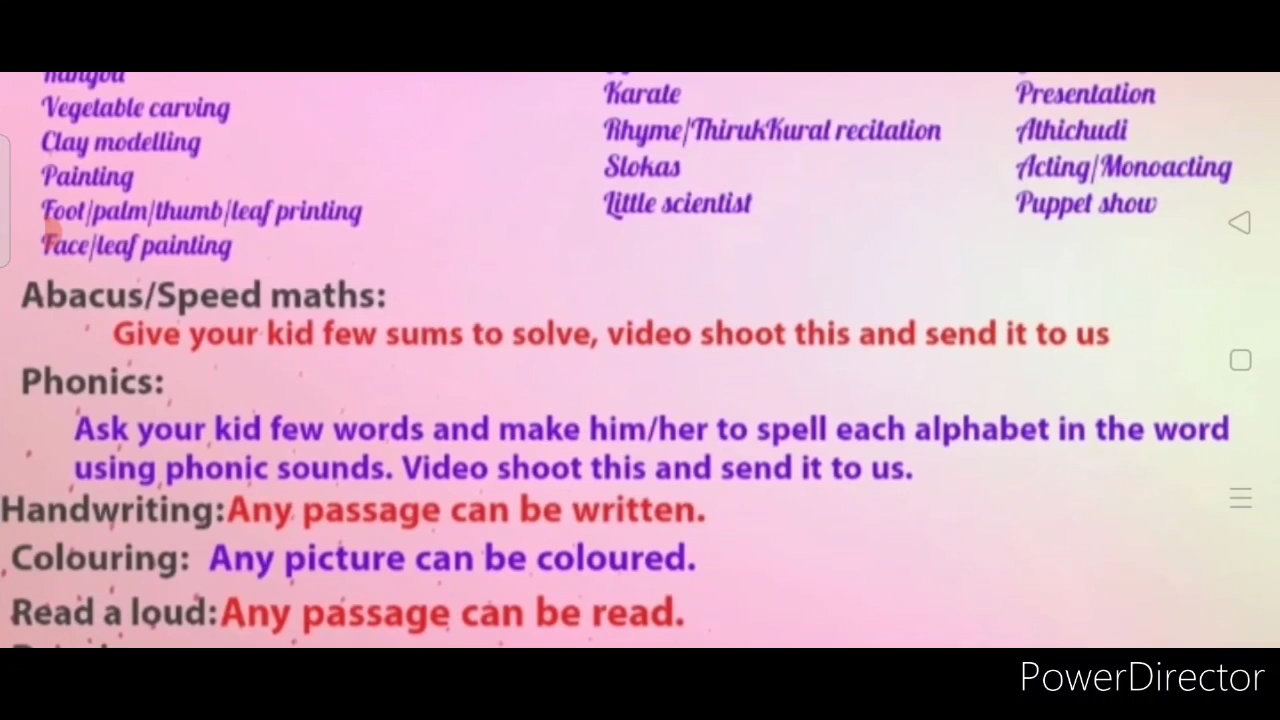 Rangoli
Vegetable carving
Clay modelling
Painting
Foot/palm/thumb/leaf printing
Face/leaf painting
Karate
Rhyme/ThirukKural recitation
Slokas
Little scientist
Presentation
Athichudi
Acting/Monoacting
Puppet show
Abacus/Speed maths:
Give your kid few sums to solve, video shoot this and send it to us
Phonics:
Ask your kid few words and make him/her to spell each alphabet in the word
using phonic sounds. Video shoot this and send it to us.
Handwriting:Any passage can be written.
Colouring: Any picture can be coloured.
Read a loud:Any passage can be read.
PowerDirector